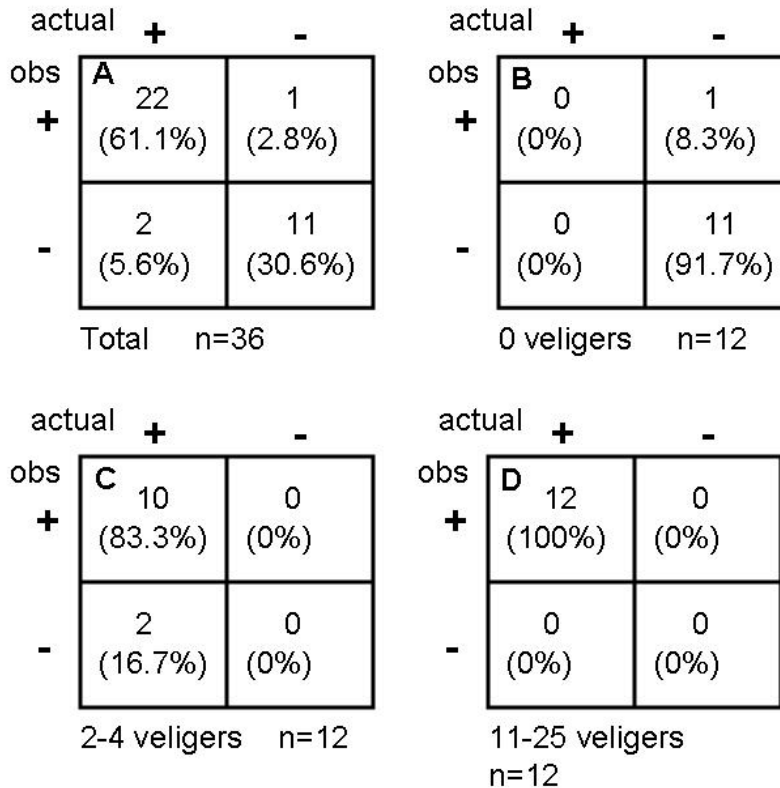 actual + -
obs
A
+ 22 1
(61.1%) (2.8%)
- 2 11
(5.6%) (30.6%)
Total n=36
actual + -
obs
B
+ 0 1
(0%) (8.3%)
- 0 11
(0%) (91.7%)
0 veligers n=12
actual + -
obs
C
+ 10 0
(83.3%) (0%)
- 2 0
(16.7%) (0%)
2-4 veligers n=12
actual + -
obs
D
+ 12 0
(100%) (0%)
- 0 0
(0%) (0%)
11-25 veligers
n=12